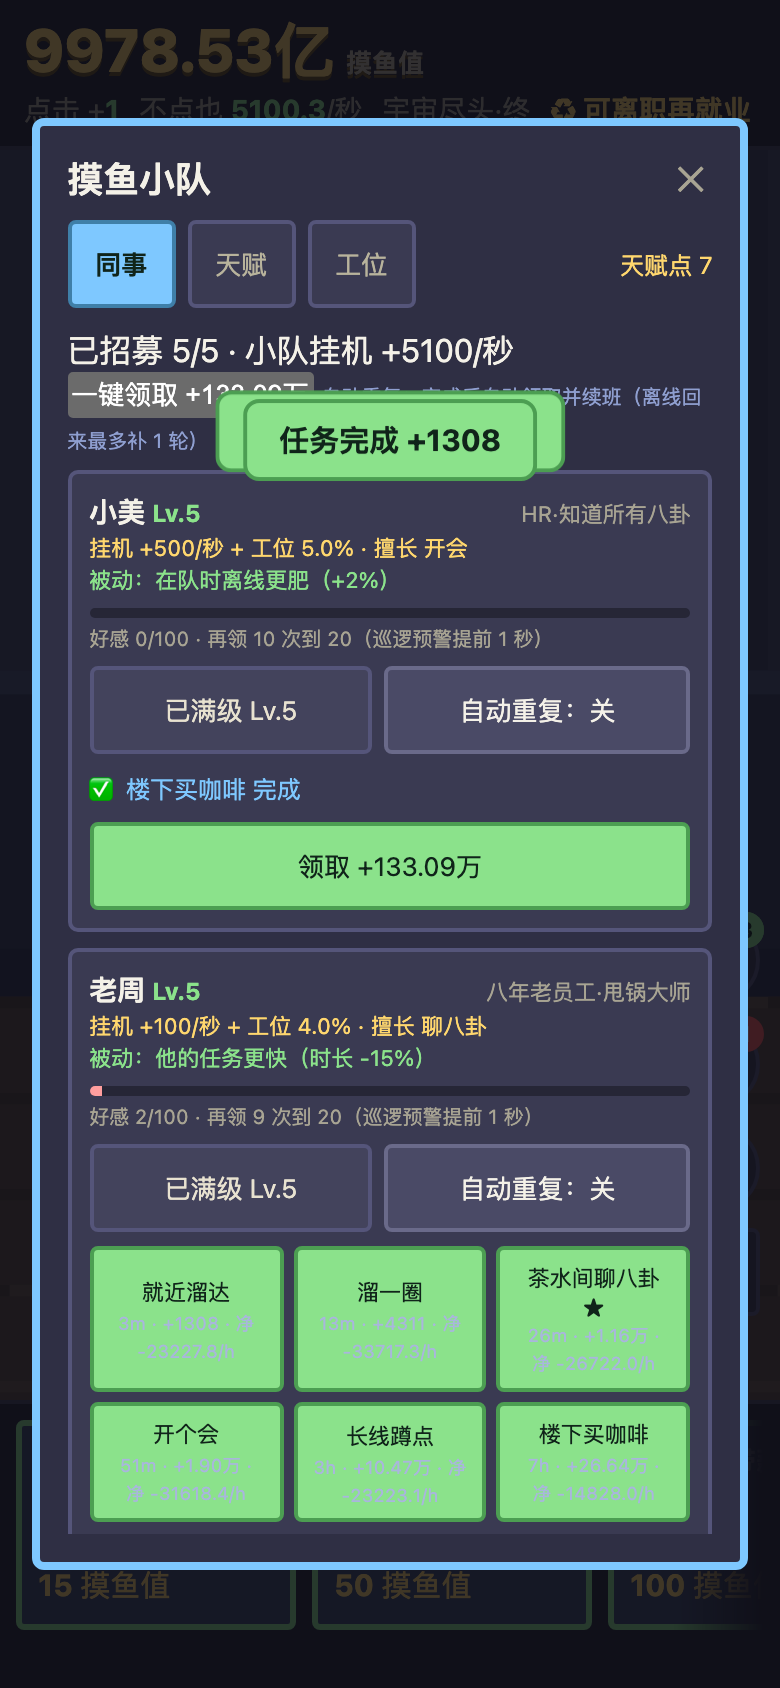 9978.53亿 摸鱼值
点击 +1 不点也 5100.3/秒 宇宙尽头·终 ♻ 可离职再就业
摸鱼小队
同事
天赋
工位
天赋点 7
已招募 5/5 · 小队挂机 +5100/秒
一键领取
并续班（离线回
来最多补 1 轮）
任务完成 +1308
小美 Lv.5
HR·知道所有八卦
挂机 +500/秒 + 工位 5.0% · 擅长 开会
被动：在队时离线更肥（+2%）
好感 0/100 · 再领 10 次到 20（巡逻预警提前 1 秒）
已满级 Lv.5
自动重复：关
✅ 楼下买咖啡 完成
领取 +133.09万
老周 Lv.5
八年老员工·甩锅大师
挂机 +100/秒 + 工位 4.0% · 擅长 聊八卦
被动：他的任务更快（时长 -15%）
好感 2/100 · 再领 9 次到 20（巡逻预警提前 1 秒）
已满级 Lv.5
自动重复：关
就近溜达
3m · +1308 · 净
-23227.8/h
溜一圈
13m · +4311 · 净
-33717.3/h
茶水间聊八卦
★
26m · +1.16万 ·
净 -26722.0/h
开个会
51m · +1.90万 ·
净 -31618.4/h
长线蹲点
3h · +10.47万 · 净
-23223.1/h
楼下买咖啡
7h · +26.64万 ·
净 -14828.0/h
15 摸鱼值
50 摸鱼值
100 摸鱼